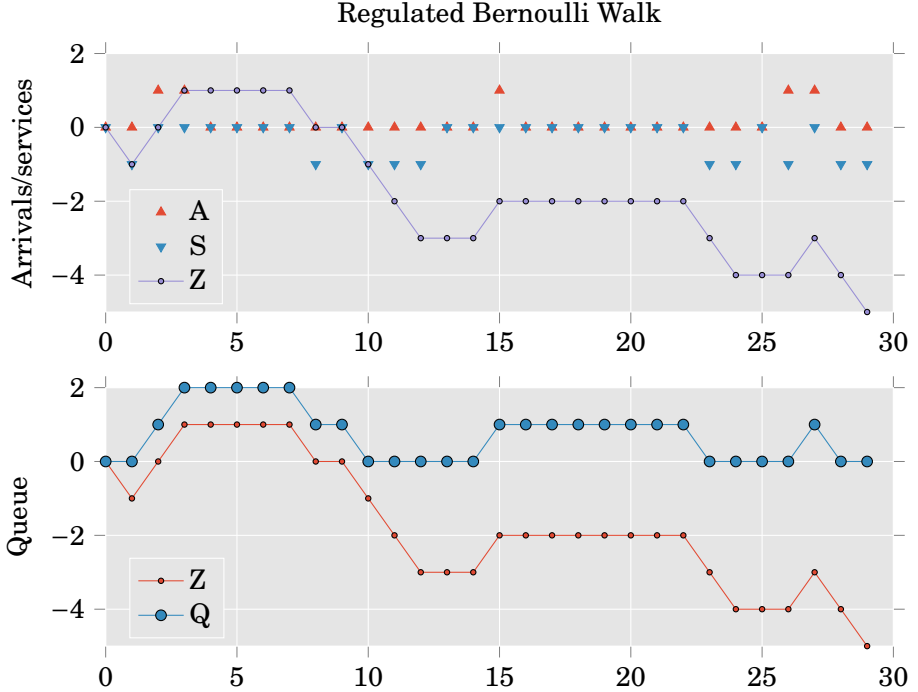 Regulated Bernoulli Walk
Arrivals/services
2
0
−2
−4
A
S
Z
0 5 10 15 20 25 30
Queue
2
0
−2
−4
Z
Q
0 5 10 15 20 25 30